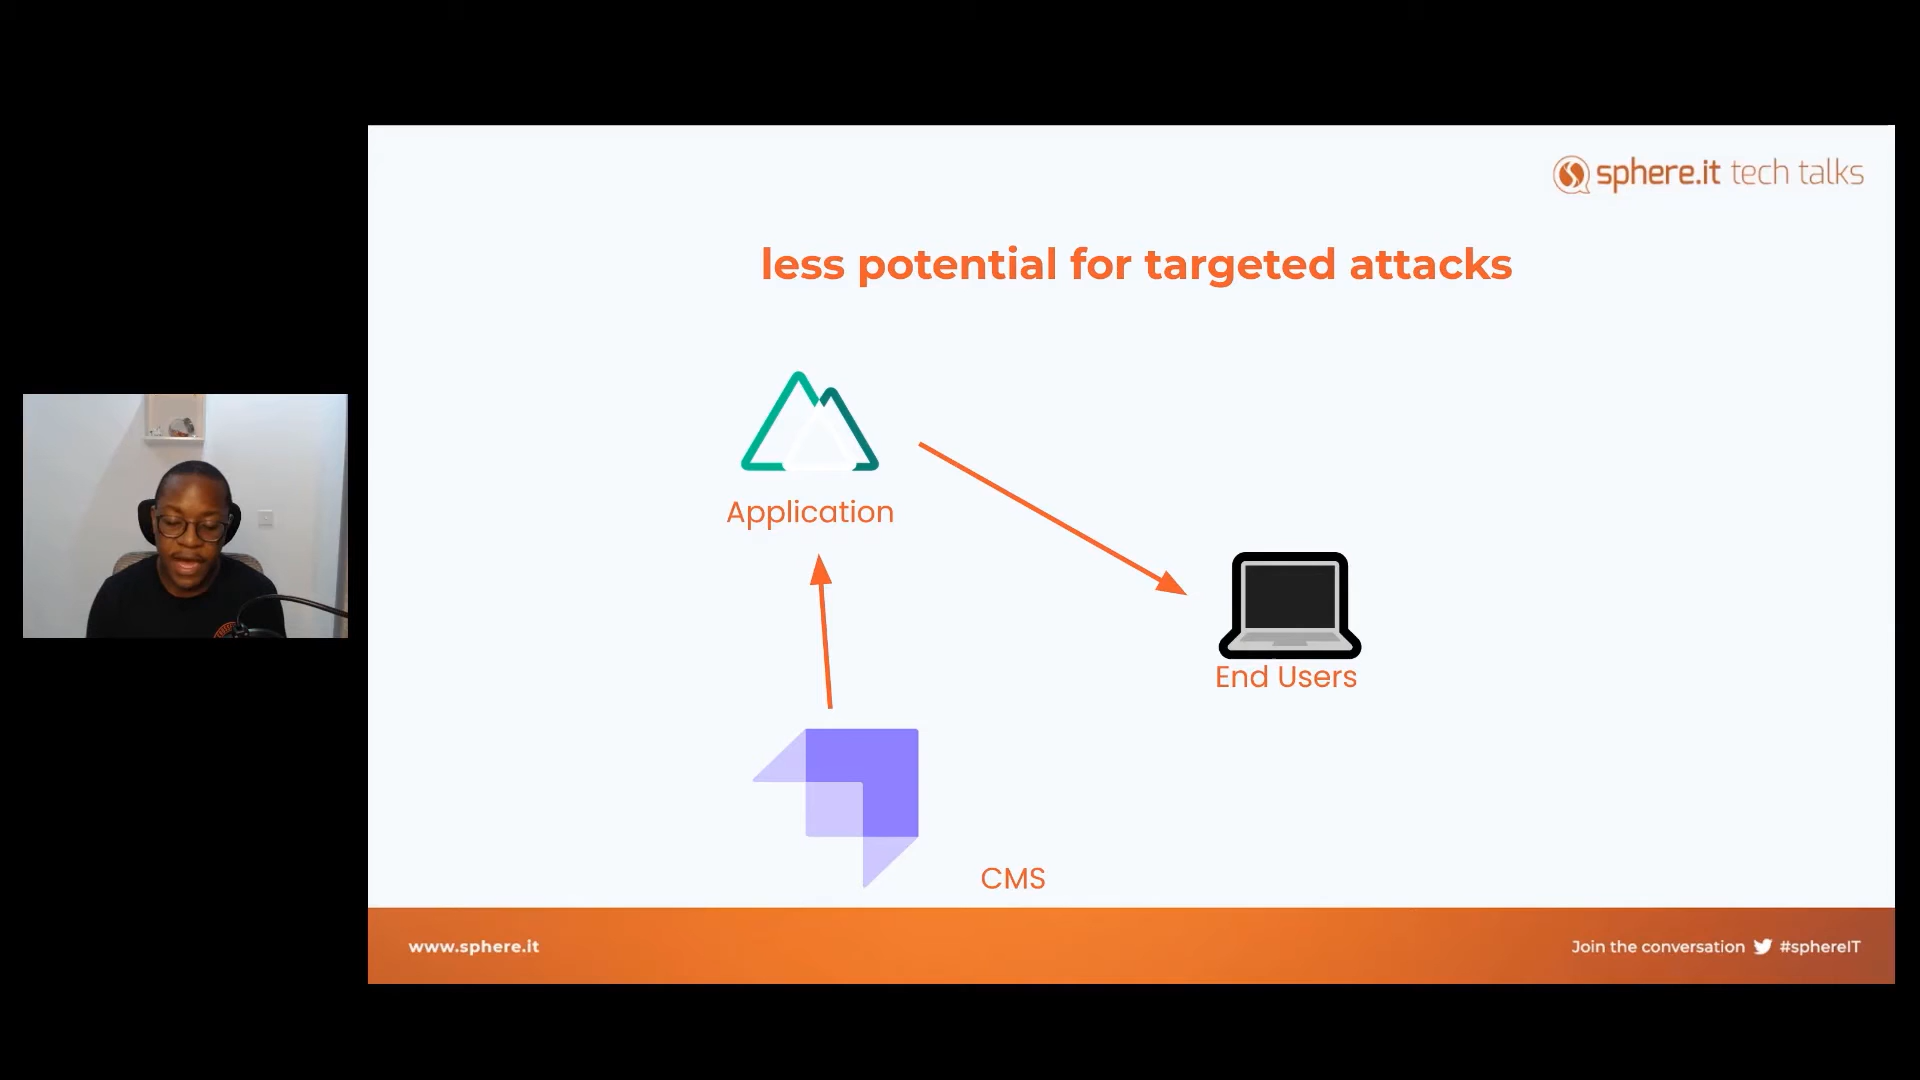 sphere.it tech talks
less potential for targeted attacks
Application
End Users
CMS
www.sphere.it
Join the conversation #sphereIT